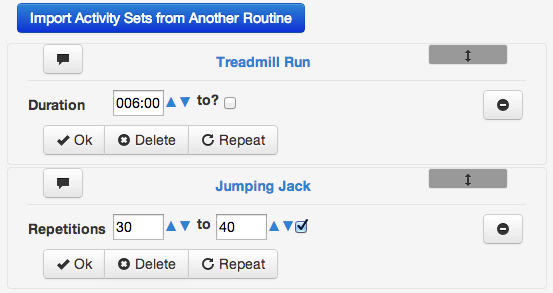 Import Activity Sets from Another Routine
Treadmill Run
Duration 006:00 to?
Ok Delete Repeat
Jumping Jack
Repetitions 30 to 40
Ok Delete Repeat